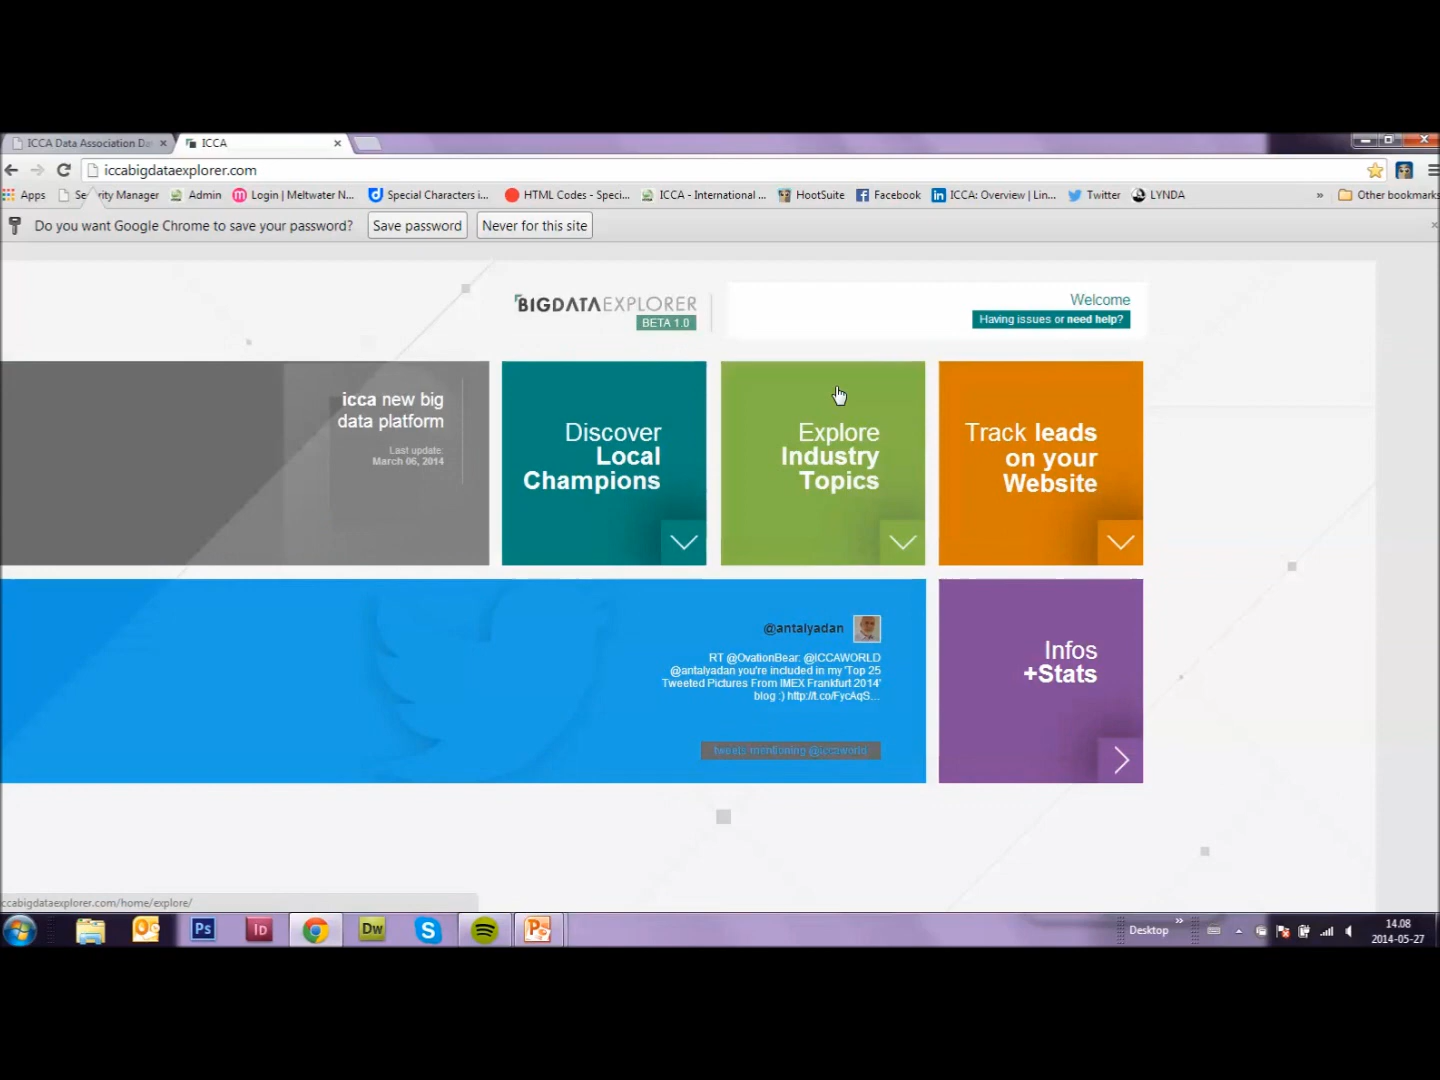 ICCA Data Association Da
ICCA
iccabigdataexplorer.com
Apps
Se rity Manager
Admin
Login | Meltwater N...
Special Characters i...
HTML Codes - Speci...
ICCA - International ...
HootSuite
Facebook
ICCA: Overview | Lin...
Twitter
LYNDA
»
Other bookmarks
Do you want Google Chrome to save your password?
Save password
Never for this site
BIGDATAEXPLORER
BETA 1.0
Welcome
Having issues or need help?
icca new big
data platform
Last update:
March 06, 2014
Discover
Local
Champions
Explore
Industry
Topics
Track leads
on your
Website
@antalyadan
RT @OvationBear: @ICCAWORLD
@antalyadan you're included in my 'Top 25
Tweeted Pictures From IMEX Frankfurt 2014'
blog :) http://t.co/FycAqS...
tweets mentioning @iccaworld
Infos
+Stats
ccabigdataexplorer.com/home/explore/
Ps
Id
Dw
Desktop
»
14.08
2014-05-27